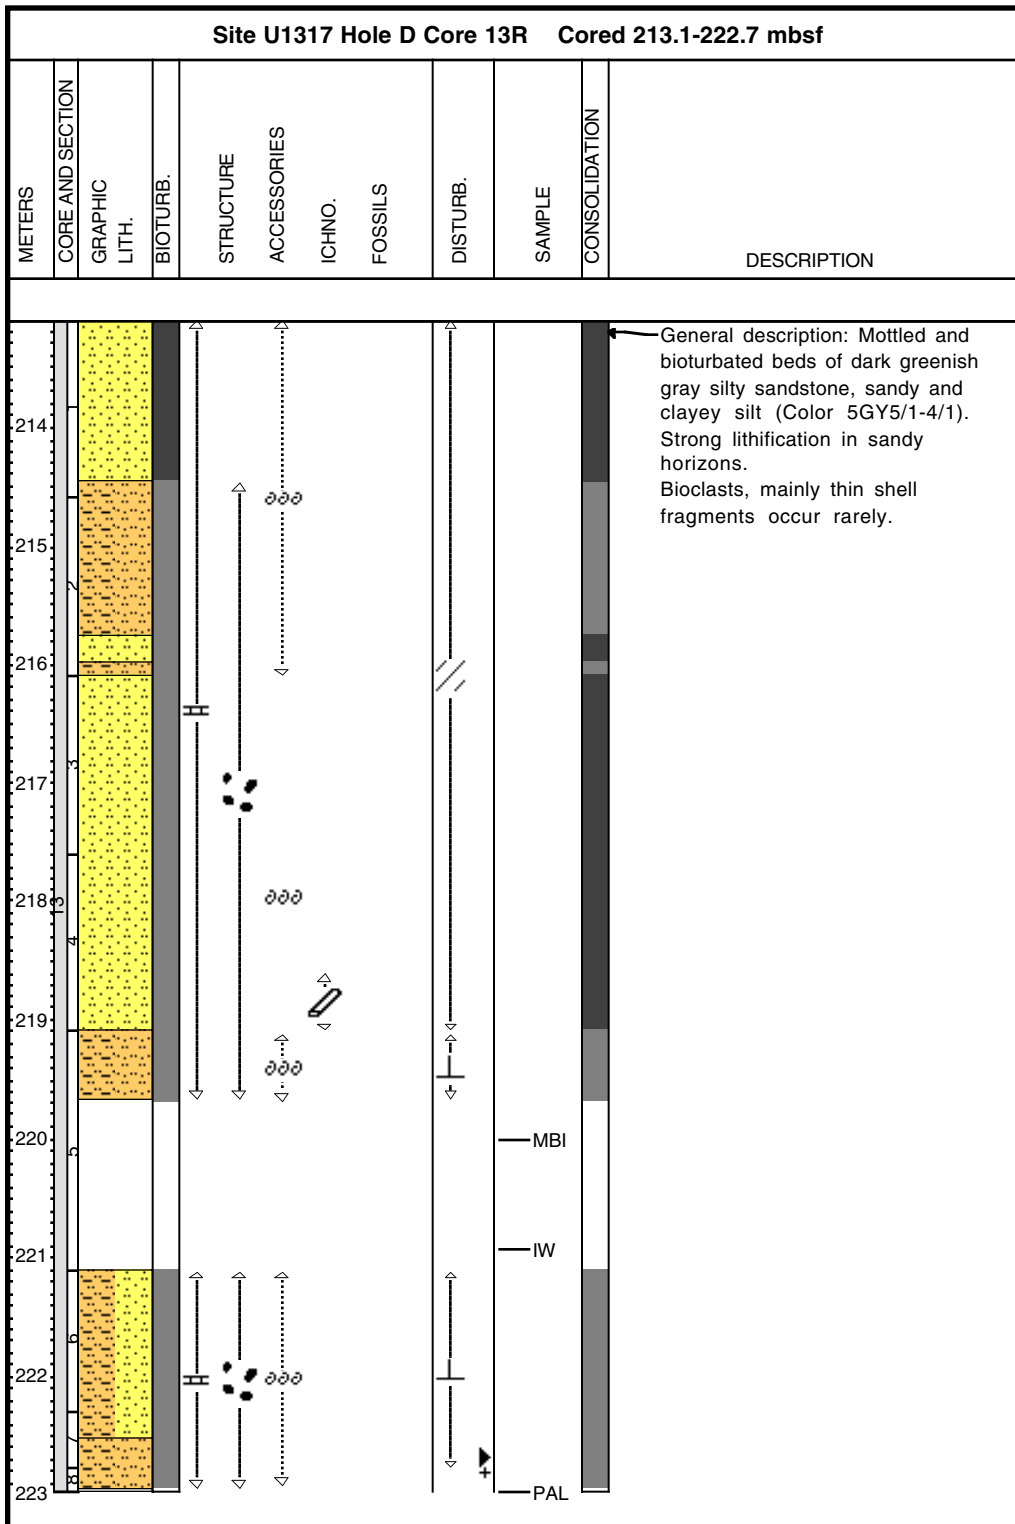 Site U1317 Hole D Core 13R Cored 213.1-222.7 mbsf
METERS
CORE AND SECTION
GRAPHIC
LITH.
BIOTURB.
STRUCTURE
ACCESSORIES
ICHNO.
FOSSILS
DISTURB.
SAMPLE
CONSOLIDATION
DESCRIPTION
General description: Mottled and
bioturbated beds of dark greenish
gray silty sandstone, sandy and
clayey silt (Color 5GY5/1-4/1).
Strong lithification in sandy
horizons.
Bioclasts, mainly thin shell
fragments occur rarely.
214
215
2
216
217
3
218
13
4
219
220
5
MBI
221
IW
6
222
7
8
223
PAL